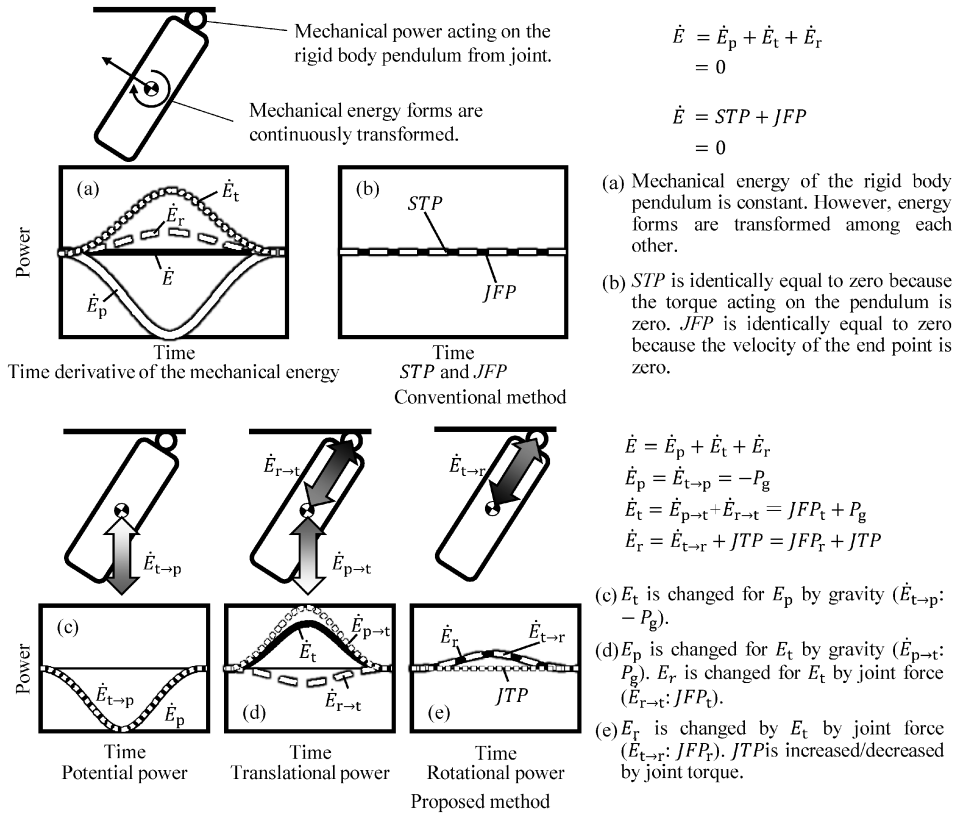 Mechanical power acting on the
rigid body pendulum from joint.
Mechanical energy forms are
continuously transformed.
Ė = Ėp + Ėt + Ėr
= 0
Ė = STP + JFP
= 0
(a)
Ėt
Ėr
Ė
Ėp
Power
Time
Time derivative of the mechanical energy
(b)
STP
JFP
Time
STP and JFP
Conventional method
(a) Mechanical energy of the rigid body
pendulum is constant. However, energy
forms are transformed among each
other.
(b) STP is identically equal to zero because
the torque acting on the pendulum is
zero. JFP is identically equal to zero
because the velocity of the end point is
zero.
Ėt→p
Ėr→t
Ėp→t
Ėt→r
Ė = Ėp + Ėt + Ėr
Ėp = Ėt→p = −Pg
Ėt = Ėp→t + Ėr→t = JFPt + Pg
Ėr = Ėt→r + JTP = JFPr + JTP
Power
(c)
Ėt→p
Ėp
Time
Potential power
(d)
Ėp→t
Ėt
Ėr→t
Time
Translational power
(e)
Ėr
Ėt→r
JTP
Time
Rotational power
Proposed method
(c) Et is changed for Ep by gravity (Ėt→p:
− Pg).
(d) Ep is changed for Et by gravity (Ėp→t:
Pg). Er is changed for Et by joint force
(Ėr→t: JFPt).
(e) Er is changed by Et by joint force
(Ėt→r: JFPr). JTPis increased/decreased
by joint torque.